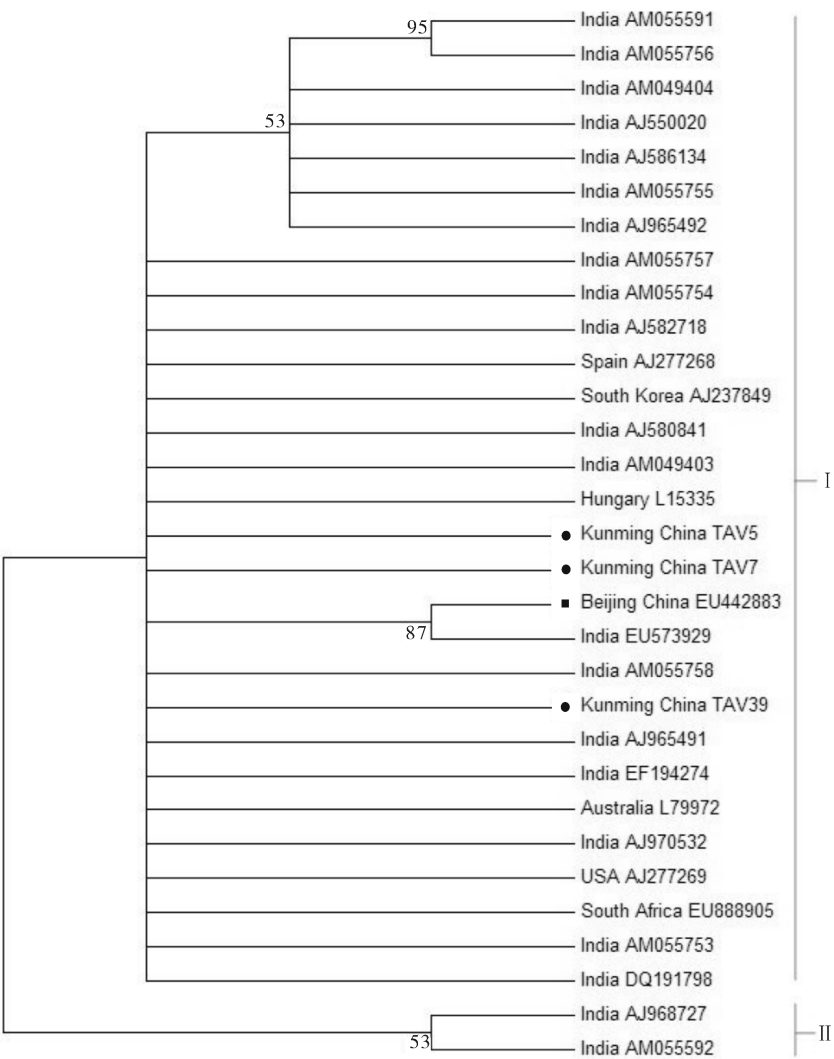 95
India AM055591
India AM055756
India AM049404
53
India AJ550020
India AJ586134
India AM055755
India AJ965492
India AM055757
India AM055754
India AJ582718
Spain AJ277268
South Korea AJ237849
India AJ580841
India AM049403
I
Hungary L15335
Kunming China TAV5
Kunming China TAV7
Beijing China EU442883
87
India EU573929
India AM055758
Kunming China TAV39
India AJ965491
India EF194274
Australia L79972
India AJ970532
USA AJ277269
South Africa EU888905
India AM055753
India DQ191798
India AJ968727
II
53
India AM055592